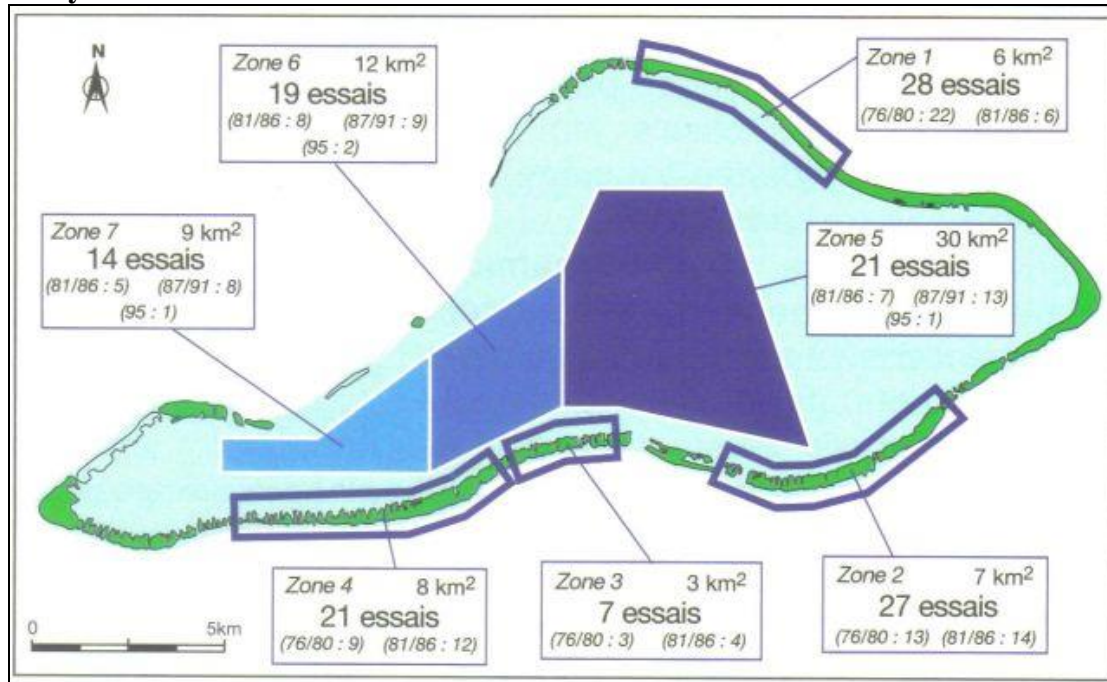 N
Zone 6 12 km²
19 essais
(81/86 : 8) (87/91 : 9)
(95 : 2)
Zone 1 6 km²
28 essais
(76/80 : 22) (81/86 : 6)
Zone 7 9 km²
14 essais
(81/86 : 5) (87/91 : 8)
(95 : 1)
Zone 5 30 km²
21 essais
(81/86 : 7) (87/91 : 13)
(95 : 1)
Zone 4 8 km²
21 essais
(76/80 : 9) (81/86 : 12)
Zone 3 3 km²
7 essais
(76/80 : 3) (81/86 : 4)
Zone 2 7 km²
27 essais
(76/80 : 13) (81/86 : 14)
0 5km